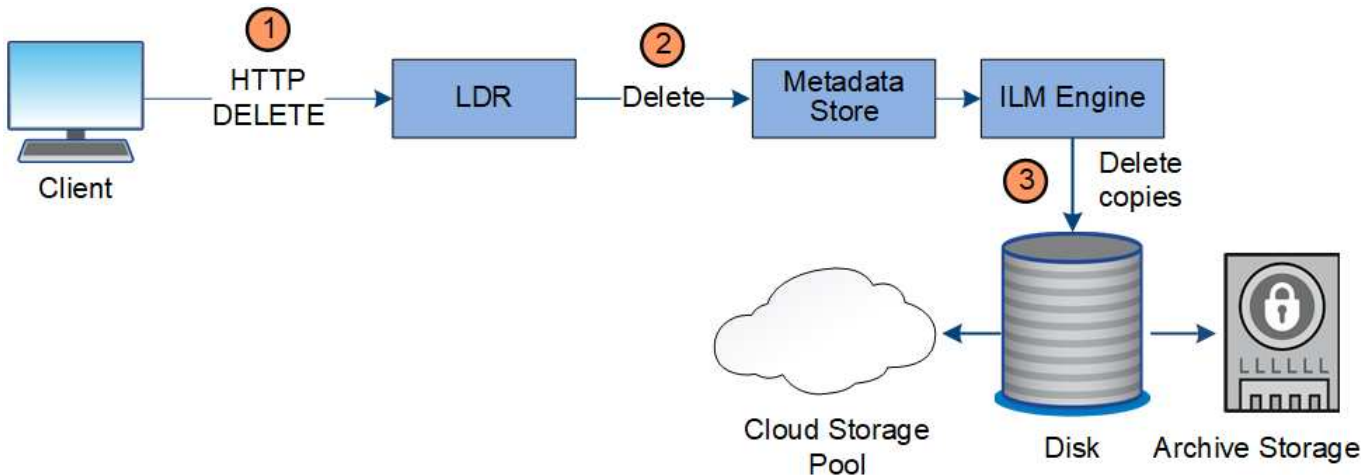 1
HTTP
DELETE
Client
LDR
2
Delete
Metadata
Store
ILM Engine
3
Delete
copies
Cloud Storage
Pool
Disk
LLLLLL
Archive Storage